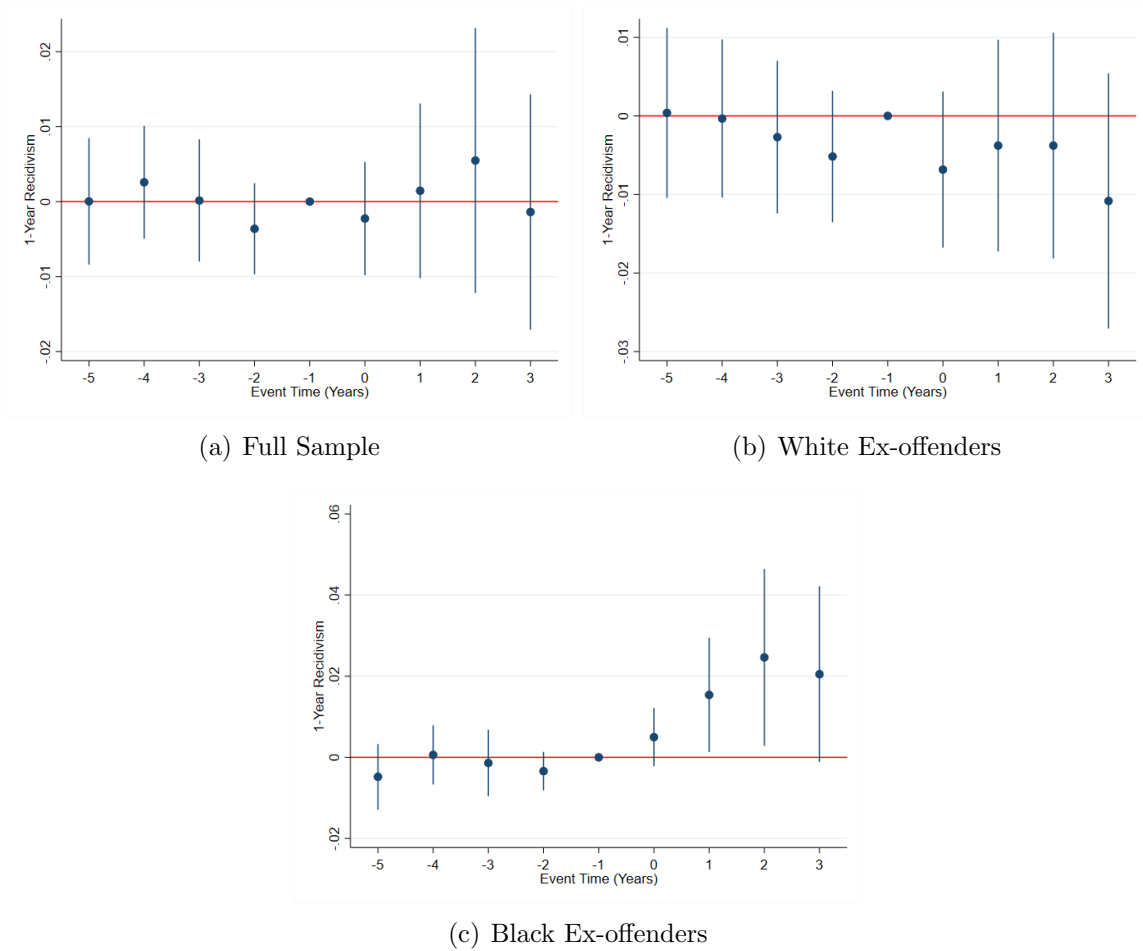 1-Year Recidivism
.02
.01
0
-.01
-.02
-5 -4 -3 -2 -1 0 1 2 3
Event Time (Years)
(a) Full Sample
1-Year Recidivism
.01
0
-.01
-.02
-.03
-5 -4 -3 -2 -1 0 1 2 3
Event Time (Years)
(b) White Ex-offenders
1-Year Recidivism
.06
.04
.02
0
-.02
-5 -4 -3 -2 -1 0 1 2 3
Event Time (Years)
(c) Black Ex-offenders